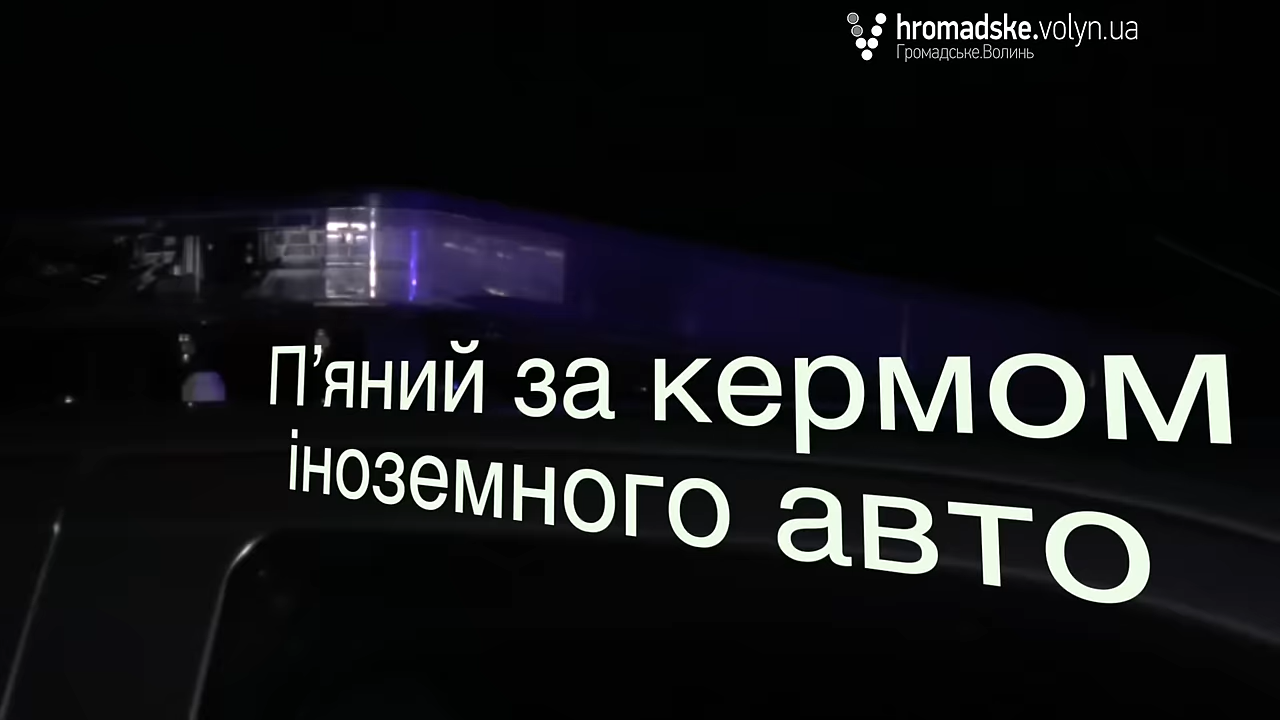 hromadske.volyn.ua
Громадське.Волинь
П'яний за кермом
іноземного авто